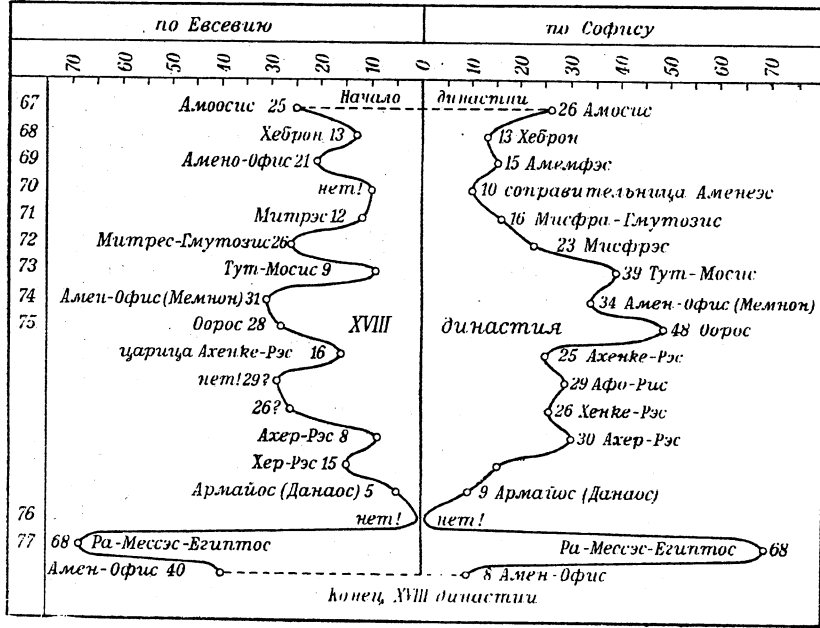 по Евсевию по Софису
70 60 50 40 30 20 10 0 10 20 30 40 50 60 70
67 Амоосис 25 Начало династии 26 Амосис
68 Хеброн 13 13 Хеброн
69 Амено-Офис 21 15 Амемфэс
70 нет! 10 соправительница Аменсэс
71 Митрэс 12 16 Мисфра-Гмутозис
72 Митрес-Гмутозис 26 23 Мисфрэс
73 Тут-Мосис 9 39 Тут-Мосис
74 Амен-Офис (Мемнон) 31 34 Амен-Офис (Мемнон)
75 Оорос 28 XVIII династия 48 Оорос
царица Ахенке-Рэс 16 25 Ахенке-Рэс
нет! 29? 29 Афо-Рис
26? 26 Хенке-Рэс
Ахер-Рэс 8 30 Ахер-Рэс
Хер-Рэс 15
Армайос (Данаос) 5 9 Армайос (Данаос)
76 нет! нет!
77 68 Ра-Мессэс-Египтос Ра-Мессэс-Египтос 68
Амен-Офис 40 8 Амен-Офис
Конец XVIII династии